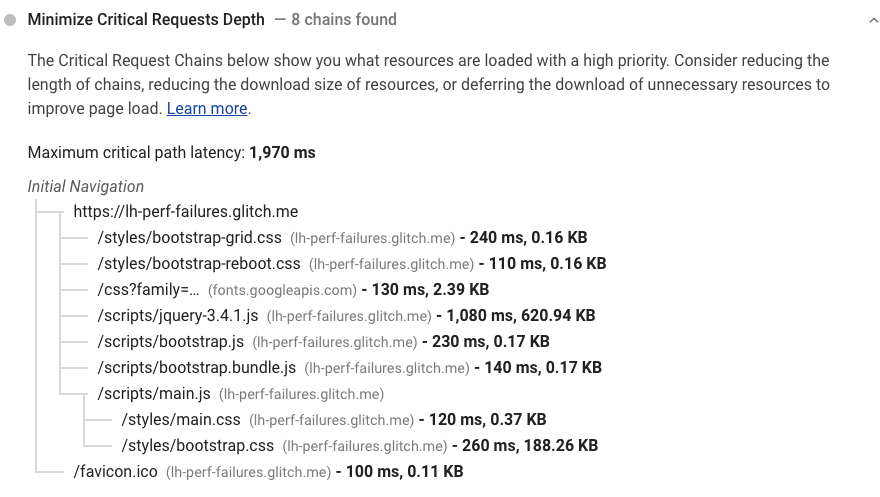 Minimize Critical Requests Depth — 8 chains found
The Critical Request Chains below show you what resources are loaded with a high priority. Consider reducing the
length of chains, reducing the download size of resources, or deferring the download of unnecessary resources to
improve page load. Learn more.
Maximum critical path latency: 1,970 ms
Initial Navigation
https://lh-perf-failures.glitch.me
/styles/bootstrap-grid.css (lh-perf-failures.glitch.me) - 240 ms, 0.16 KB
/styles/bootstrap-reboot.css (lh-perf-failures.glitch.me) - 110 ms, 0.16 KB
/css?family=… (fonts.googleapis.com) - 130 ms, 2.39 KB
/scripts/jquery-3.4.1.js (lh-perf-failures.glitch.me) - 1,080 ms, 620.94 KB
/scripts/bootstrap.js (lh-perf-failures.glitch.me) - 230 ms, 0.17 KB
/scripts/bootstrap.bundle.js (lh-perf-failures.glitch.me) - 140 ms, 0.17 KB
/scripts/main.js (lh-perf-failures.glitch.me)
/styles/main.css (lh-perf-failures.glitch.me) - 120 ms, 0.37 KB
/styles/bootstrap.css (lh-perf-failures.glitch.me) - 260 ms, 188.26 KB
/favicon.ico (lh-perf-failures.glitch.me) - 100 ms, 0.11 KB